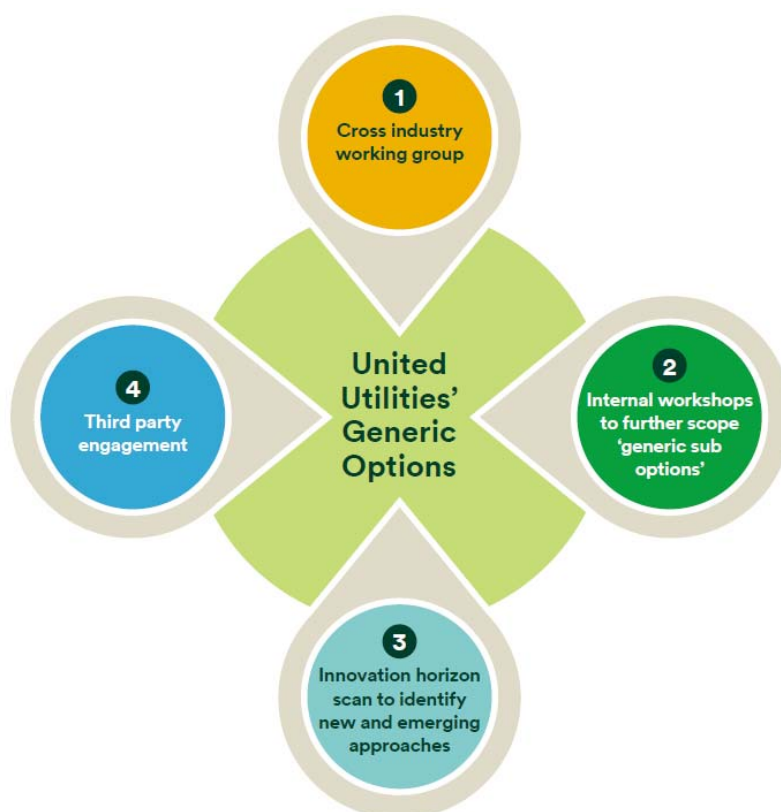 1
Cross industry
working group
4
Third party
engagement
United
Utilities’
Generic
Options
2
Internal workshops
to further scope
‘generic sub
options’
3
Innovation horizon
scan to identify
new and emerging
approaches